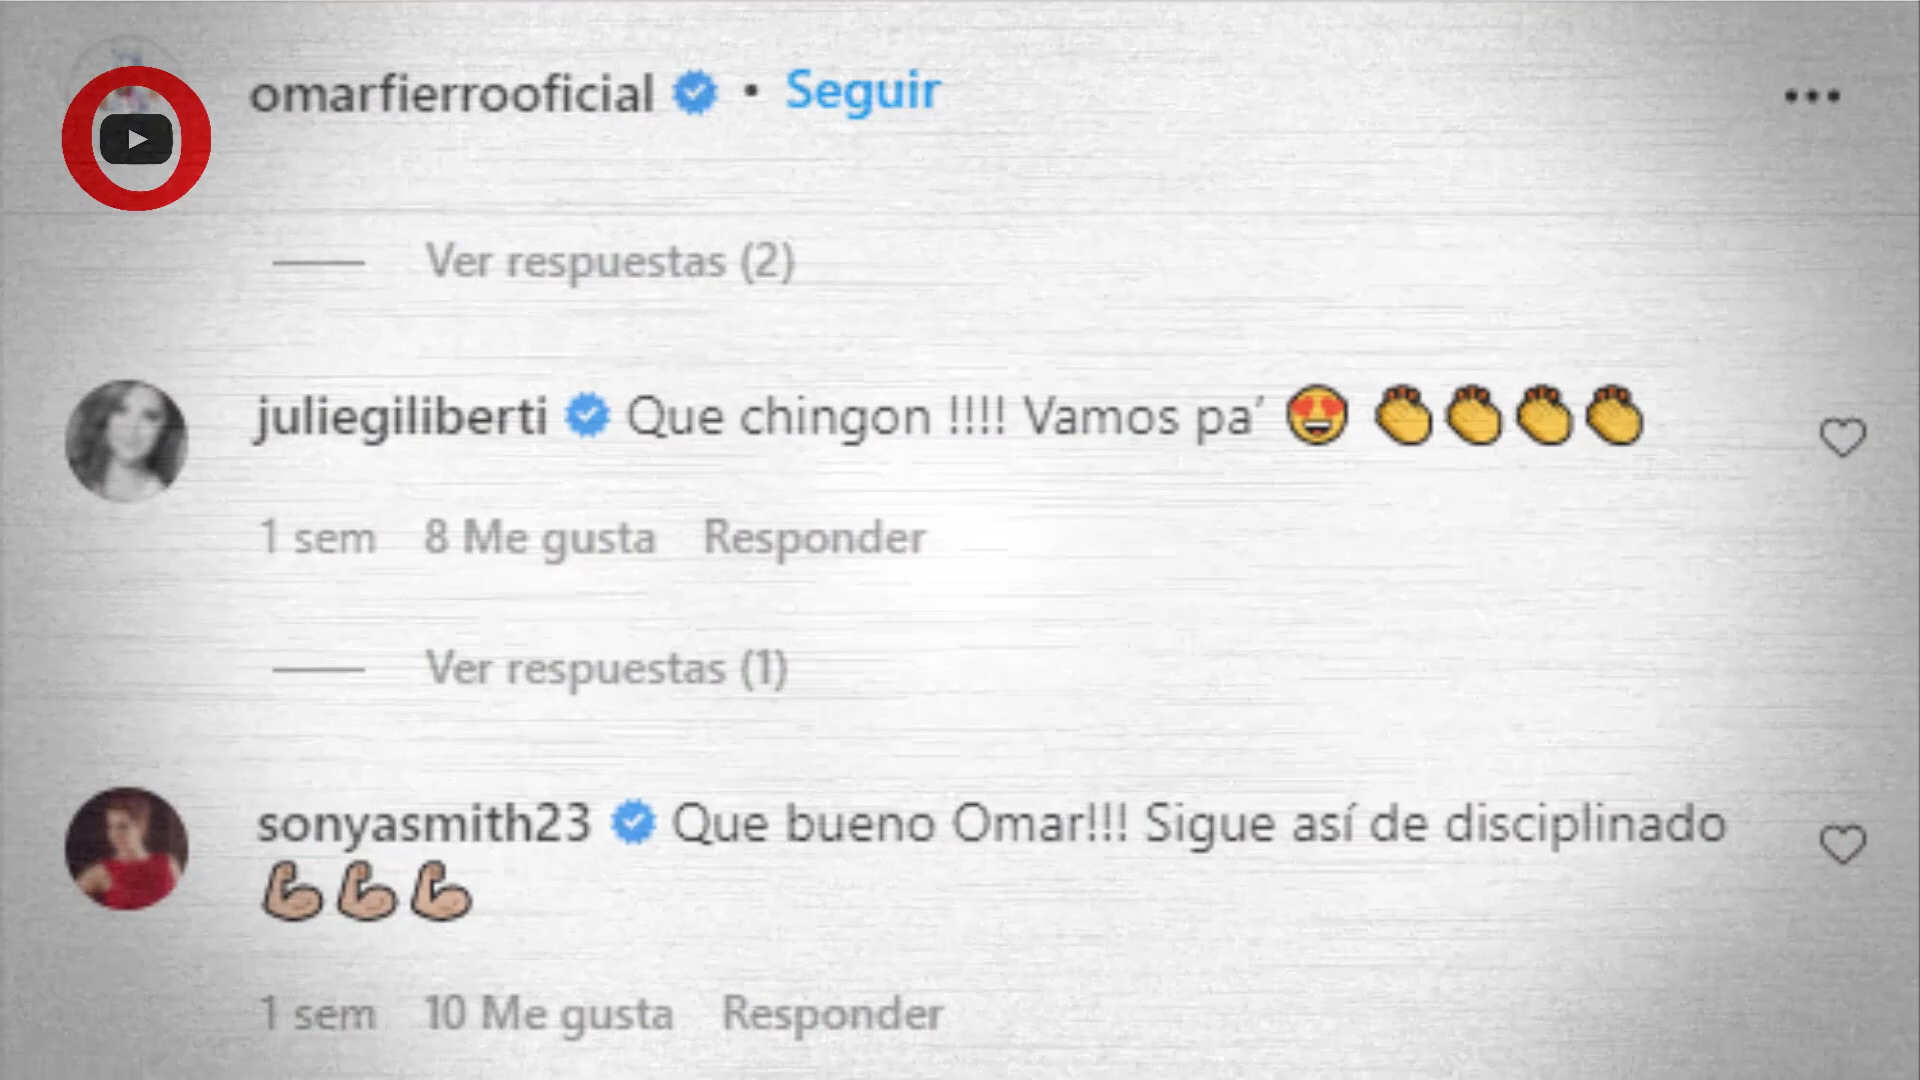 omarfierrooficial • Seguir
Ver respuestas (2)
juliegiliberti Que chingon !!!! Vamos pa´ 😍 👏👏👏👏
1 sem 8 Me gusta Responder
Ver respuestas (1)
sonyasmith23 Que bueno Omar!!! Sigue así de disciplinado
💪💪💪
1 sem 10 Me gusta Responder